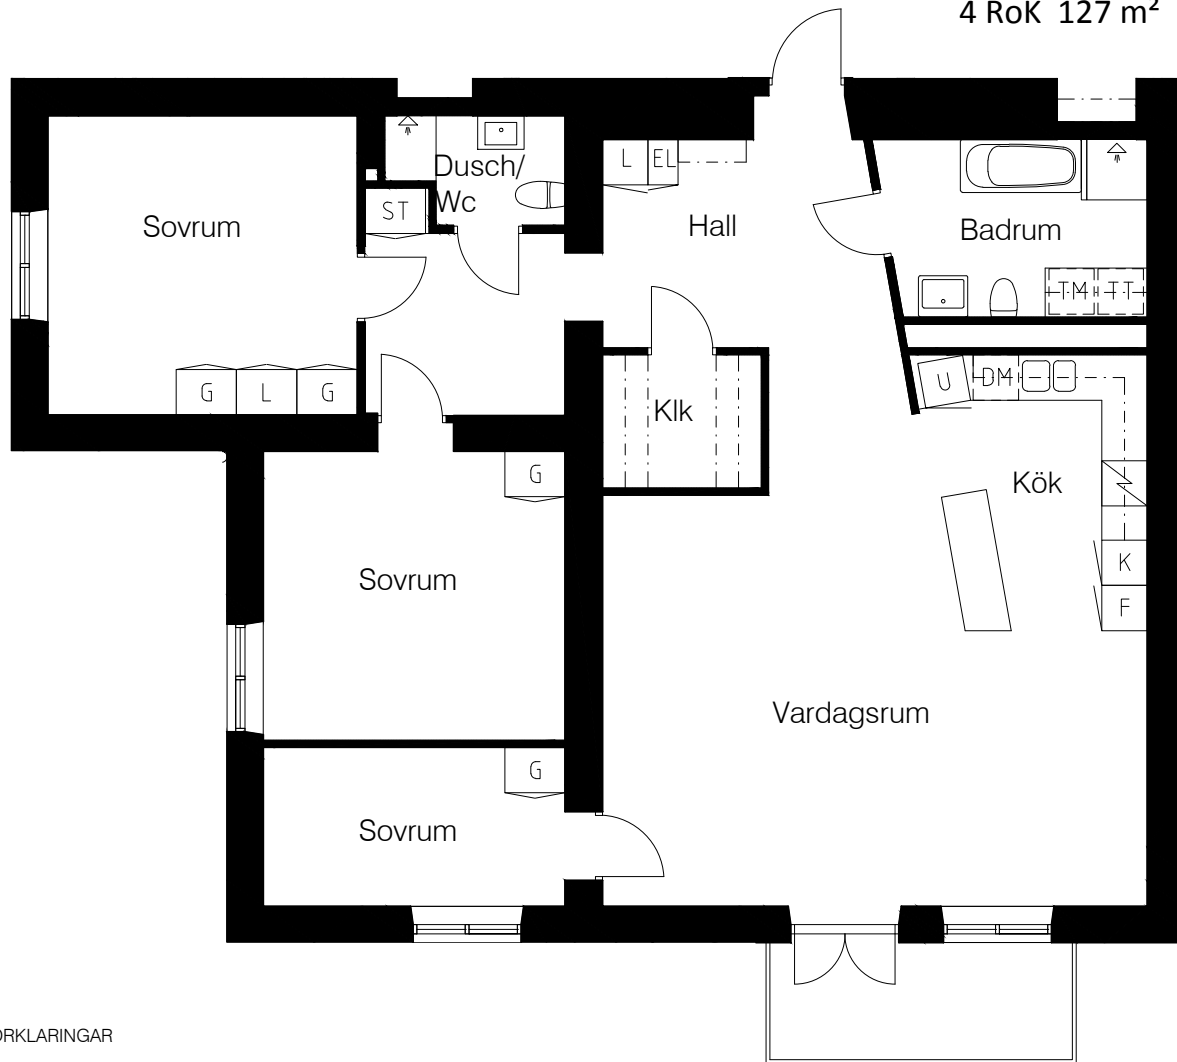 4 RoK 127 m²
L EL
Dusch/
Wc
ST
Sovrum
Hall
Badrum
TM TT
G L G
Klk
U DM
G
Kök
Sovrum
K
F
Vardagsrum
G
Sovrum
ORKLARINGAR